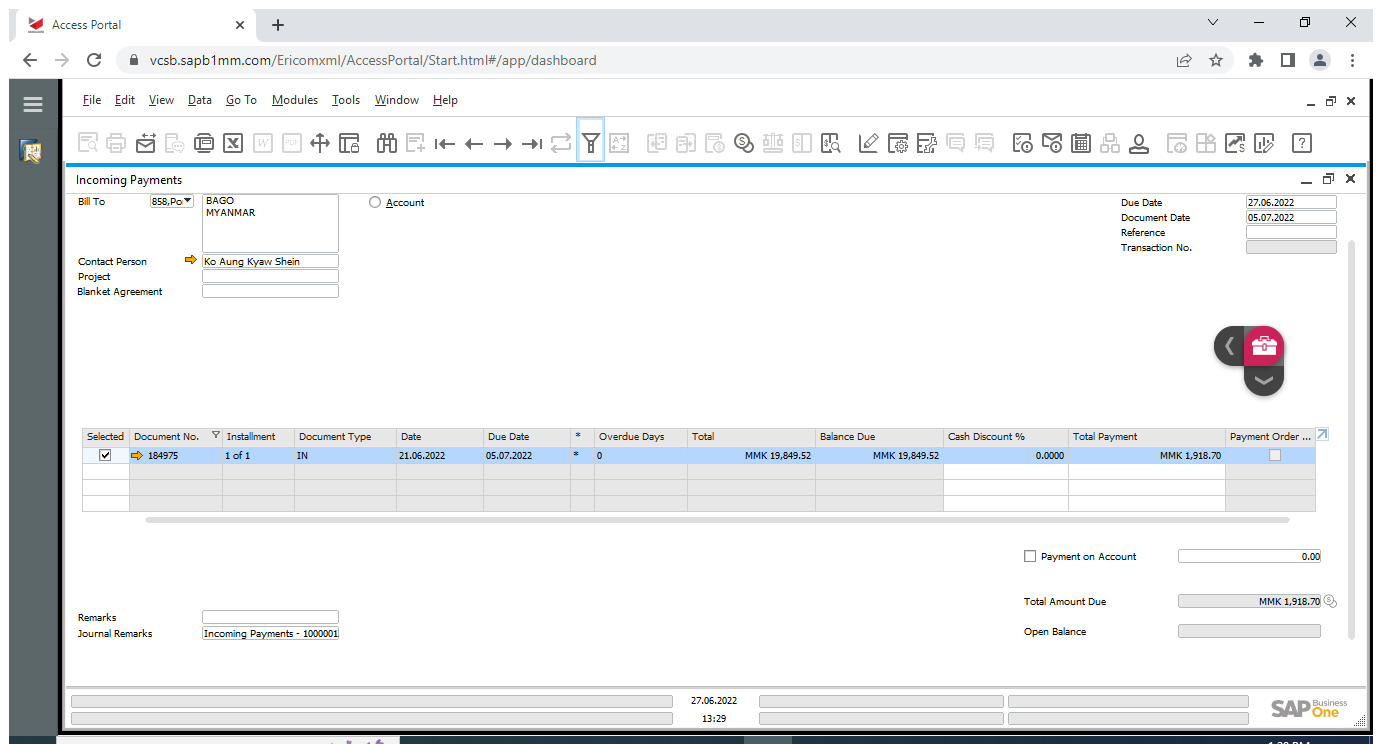 Access Portal
vcsb.sapb1mm.com/Ericomxml/AccessPortal/Start.html#/app/dashboard
File Edit View Data Go To Modules Tools Window Help
Incoming Payments
Bill To 858,Po BAGO
MYANMAR
Account
Due Date 27.06.2022
Document Date 05.07.2022
Reference
Transaction No.
Contact Person Ko Aung Kyaw Shein
Project
Blanket Agreement
Selected Document No. Installment Document Type Date Due Date * Overdue Days Total Balance Due Cash Discount % Total Payment Payment Order ...
184975 1 of 1 IN 21.06.2022 05.07.2022 * 0 MMK 19,849.52 MMK 19,849.52 0.0000 MMK 1,918.70
Payment on Account 0.00
Total Amount Due MMK 1,918.70
Remarks
Journal Remarks Incoming Payments - 1000001
Open Balance
27.06.2022
13:29
SAP Business One